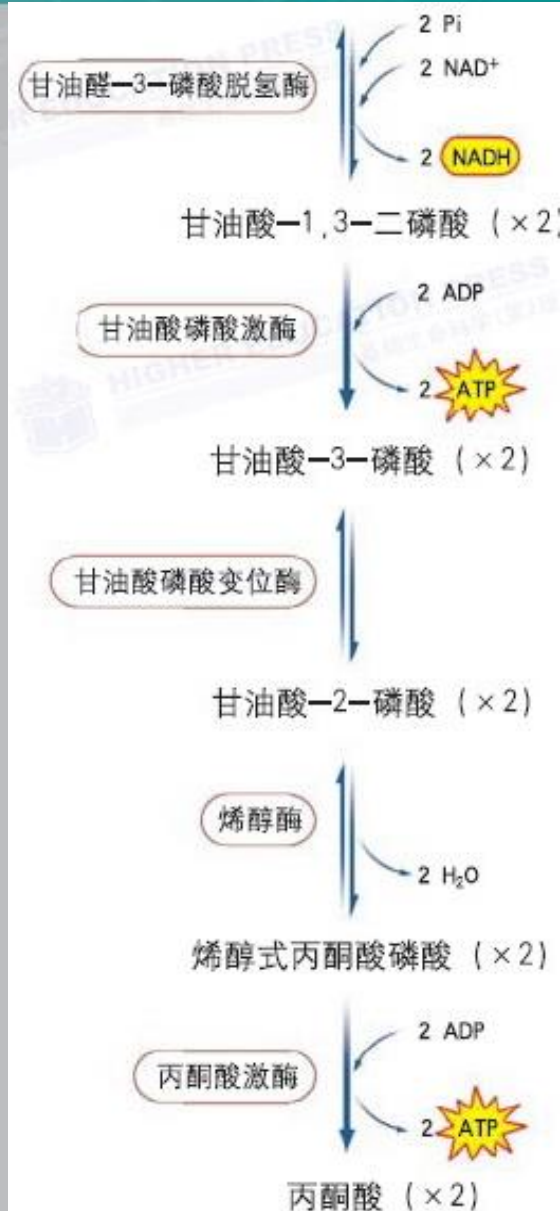 2 Pi
甘油醛-3-磷酸脱氢酶
2 NAD⁺
2 NADH
甘油酸-1,3-二磷酸 (×2)
2 ADP
甘油酸磷酸激酶
2 ATP
HIGHER EDUCATION PRESS
甘油酸-3-磷酸 (×2)
甘油酸磷酸变位酶
甘油酸-2-磷酸 (×2)
烯醇酶
2 H₂O
烯醇式丙酮酸磷酸 (×2)
2 ADP
丙酮酸激酶
2 ATP
丙酮酸 (×2)